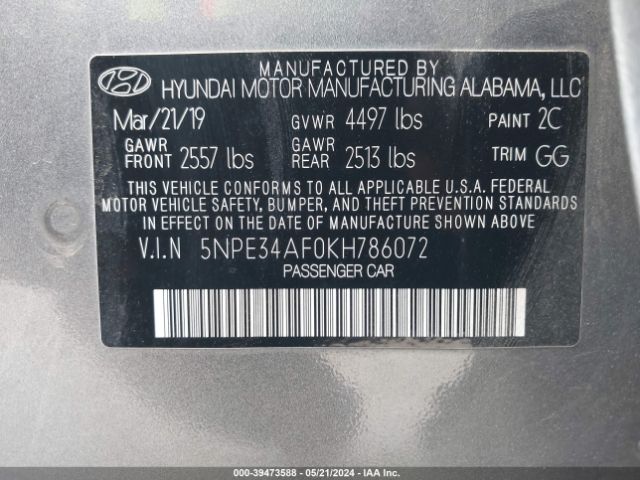 MANUFACTURED BY
HYUNDAI MOTOR MANUFACTURING ALABAMA, LLC
Mar/21/19 GVWR 4497 lbs PAINT 2C
GAWR FRONT 2557 lbs GAWR REAR 2513 lbs TRIM GG
THIS VEHICLE CONFORMS TO ALL APPLICABLE U.S.A. FEDERAL
MOTOR VEHICLE SAFETY, BUMPER, AND THEFT PREVENTION STANDARDS
IN EFFECT ON THE DATE OF MANUFACTURE SHOWN ABOVE.
V.I.N 5NPE34AF0KH786072
PASSENGER CAR
000-39473588 - 05/21/2024 - IAA Inc.